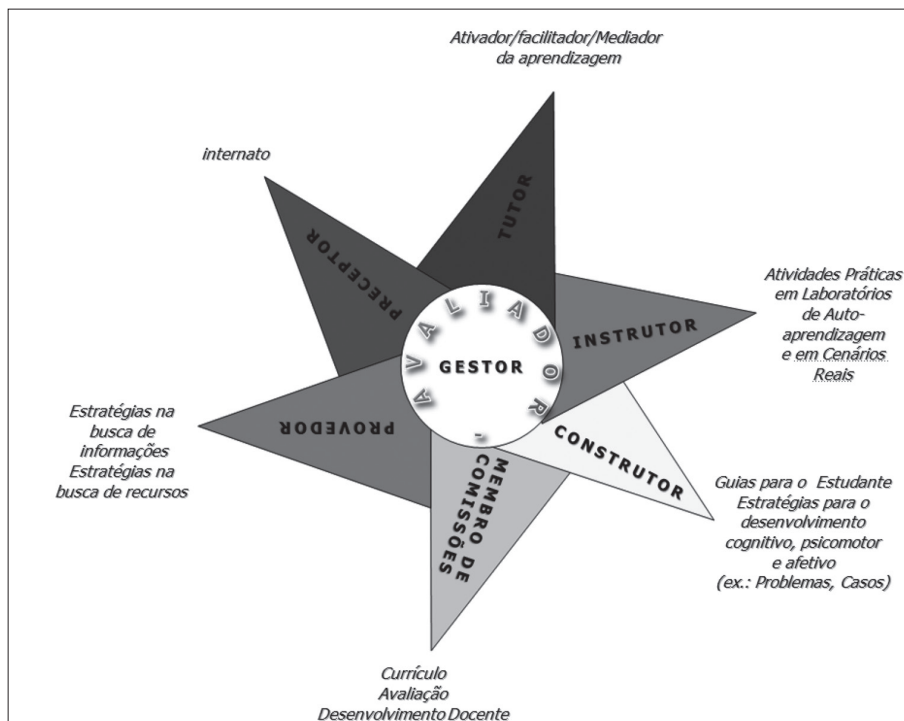 Ativador/facilitador/Mediador
da aprendizagem
internato
TUTOR
PRECEPTOR
Atividades Práticas
em Laboratórios
de Auto-
aprendizagem
e em Cenários
Reais
INSTRUTOR
AVALIADOR
GESTOR
PROVEDOR
Estratégias na
busca de
informações
Estratégias na
busca de recursos
CONSTRUTOR
MEMBRO DE
COMISSÕES
Guias para o Estudante
Estratégias para o
desenvolvimento
cognitivo, psicomotor
e afetivo
(ex.: Problemas, Casos)
Currículo
Avaliação
Desenvolvimento Docente